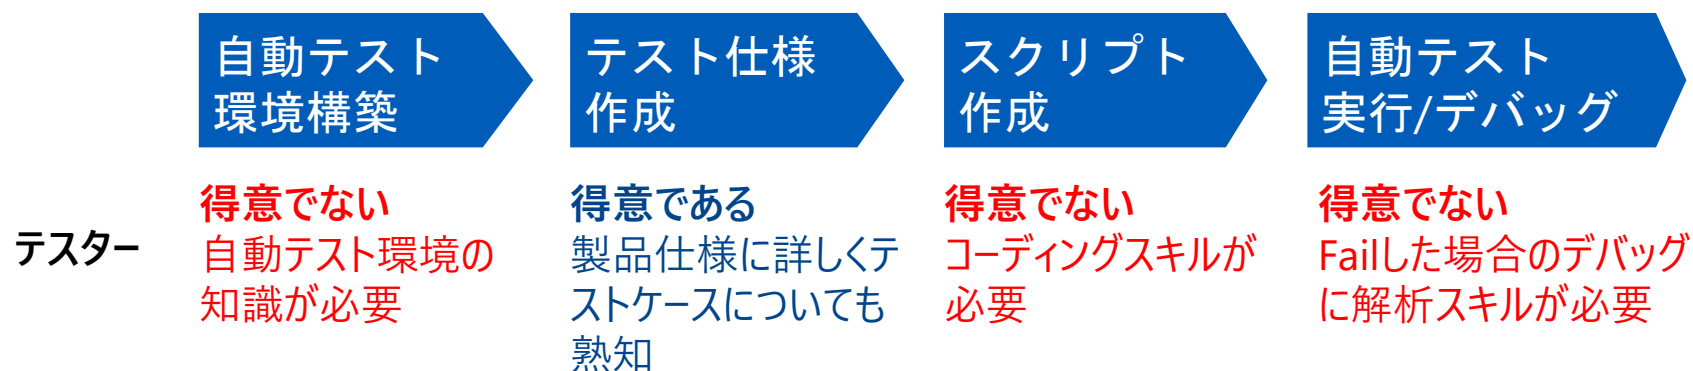 自動テスト
環境構築
テスト仕様
作成
スクリプト
作成
自動テスト
実行/デバッグ
テスター
得意でない
自動テスト環境の
知識が必要
得意である
製品仕様に詳しくテ
ストケースについても
熟知
得意でない
コーディングスキルが
必要
得意でない
Failした場合のデバッグ
に解析スキルが必要